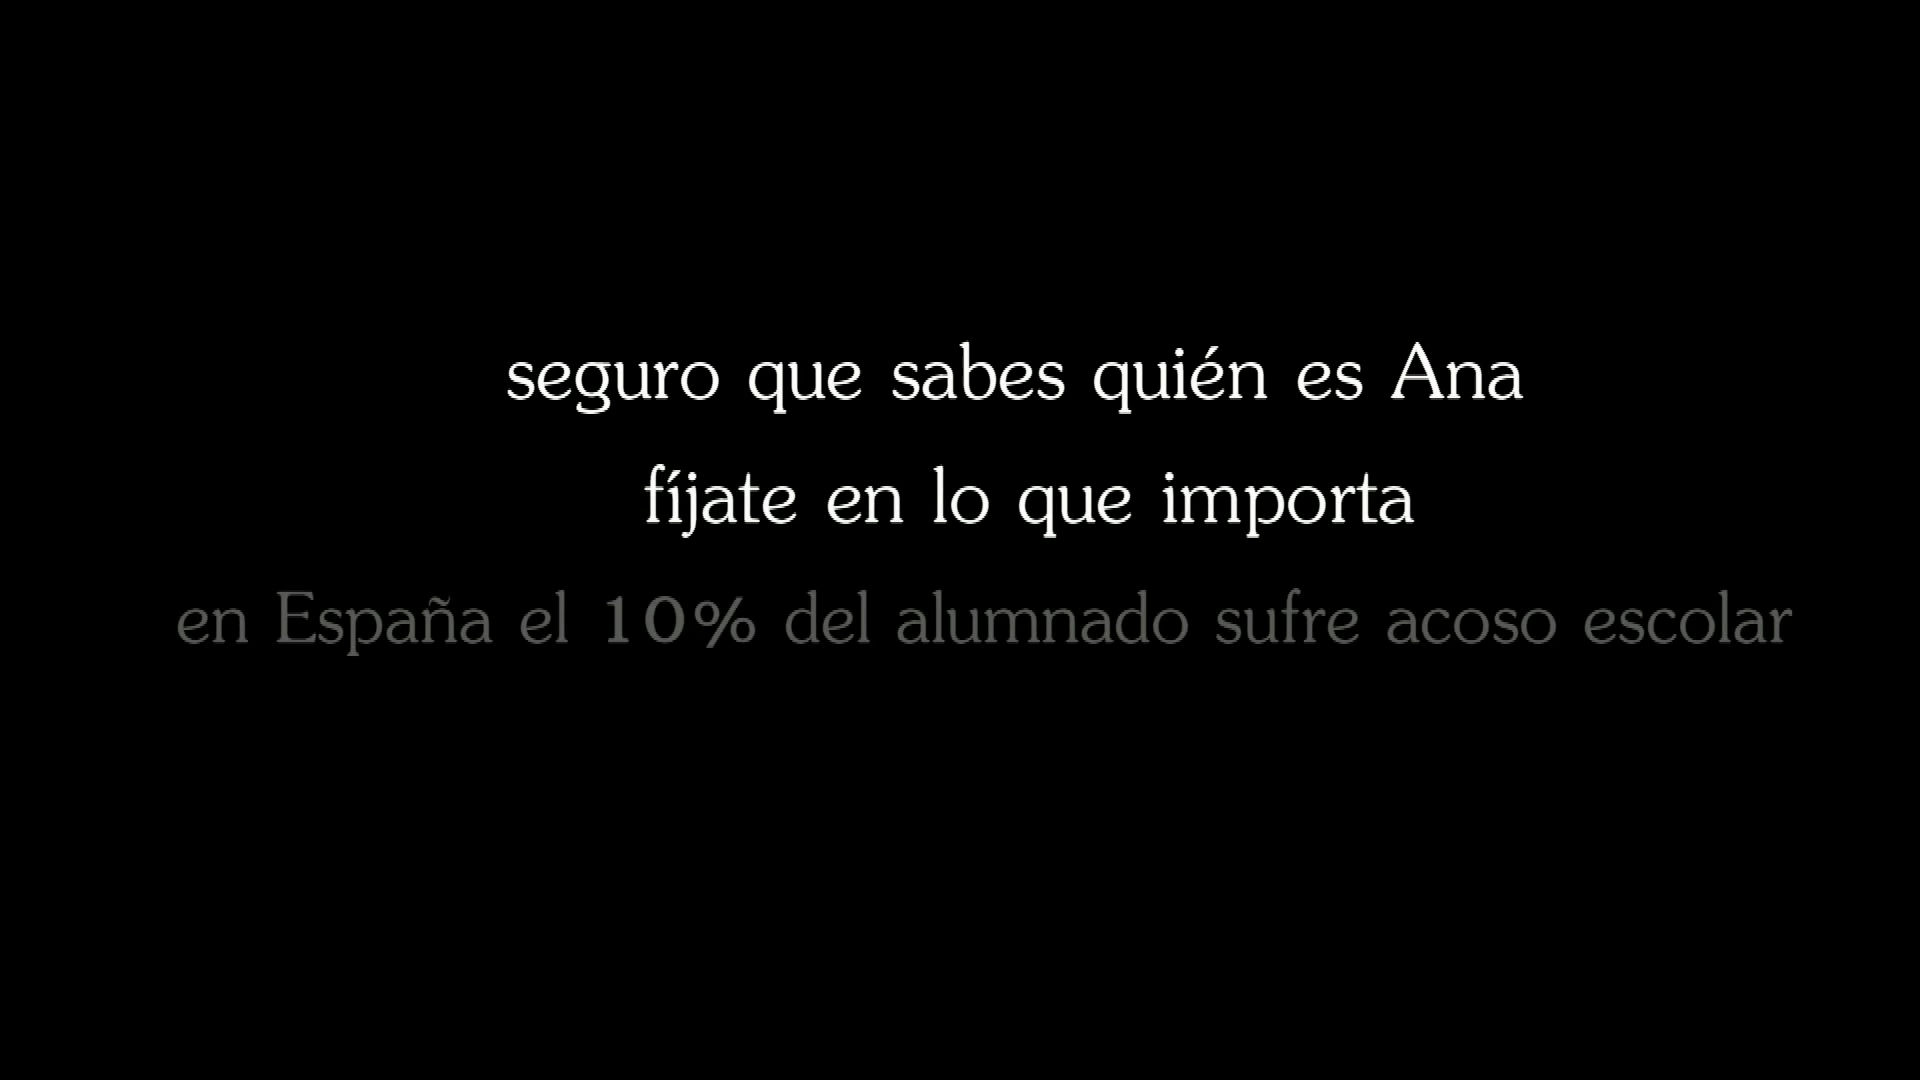 seguro que sabes quién es Ana
fíjate en lo que importa
en España el 10% del alumnado sufre acoso escolar